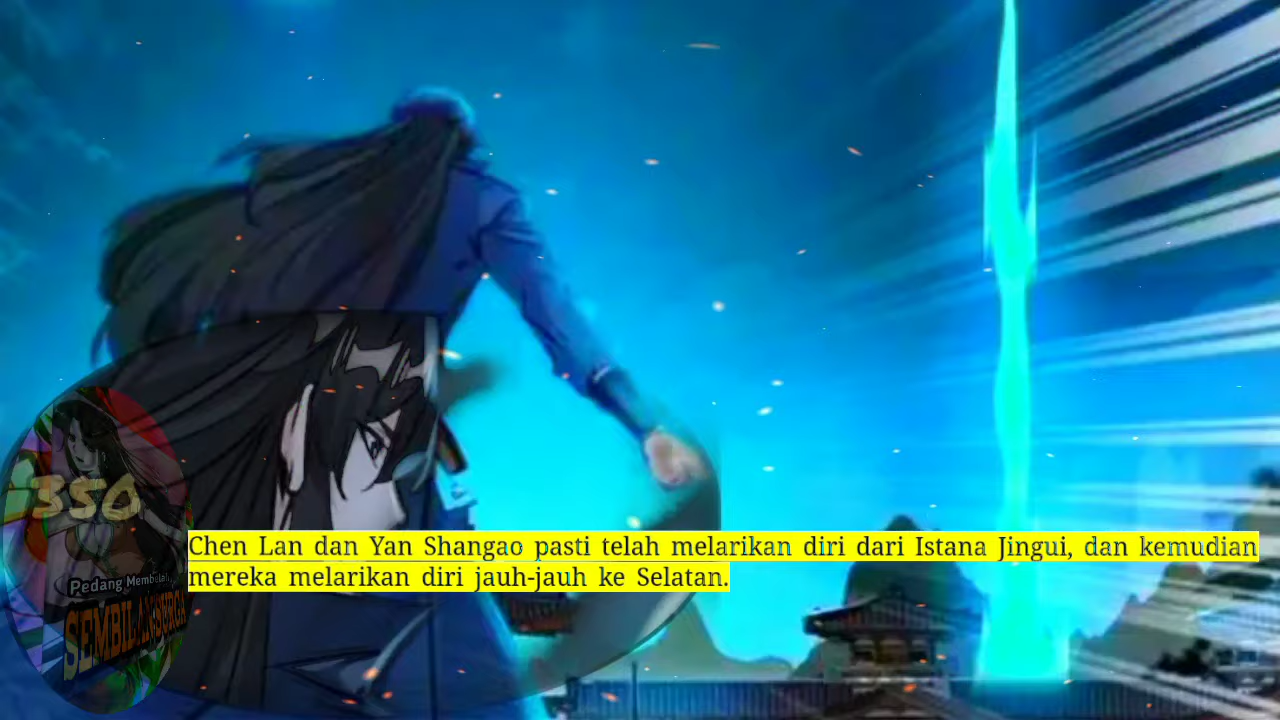 350
Chen Lan dan Yan Shangao pasti telah melarikan diri dari Istana Jingui, dan kemudian
mereka melarikan diri jauh-jauh ke Selatan.
Pedang Membelah